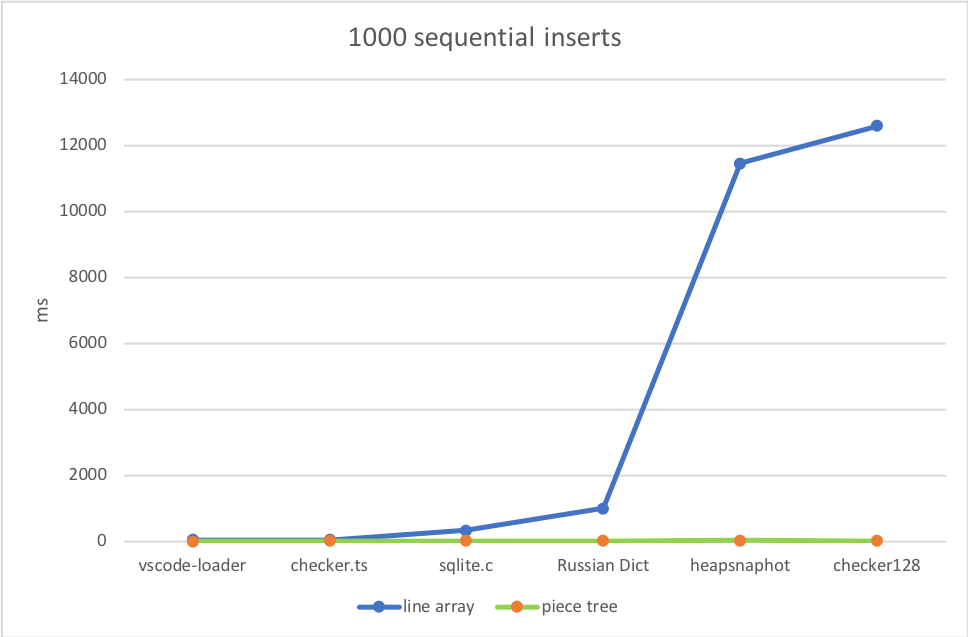 1000 sequential inserts
14000
12000
10000
8000
6000
4000
2000
0
ms
vscode-loader checker.ts sqlite.c Russian Dict heapsnaphot checker128
line array piece tree